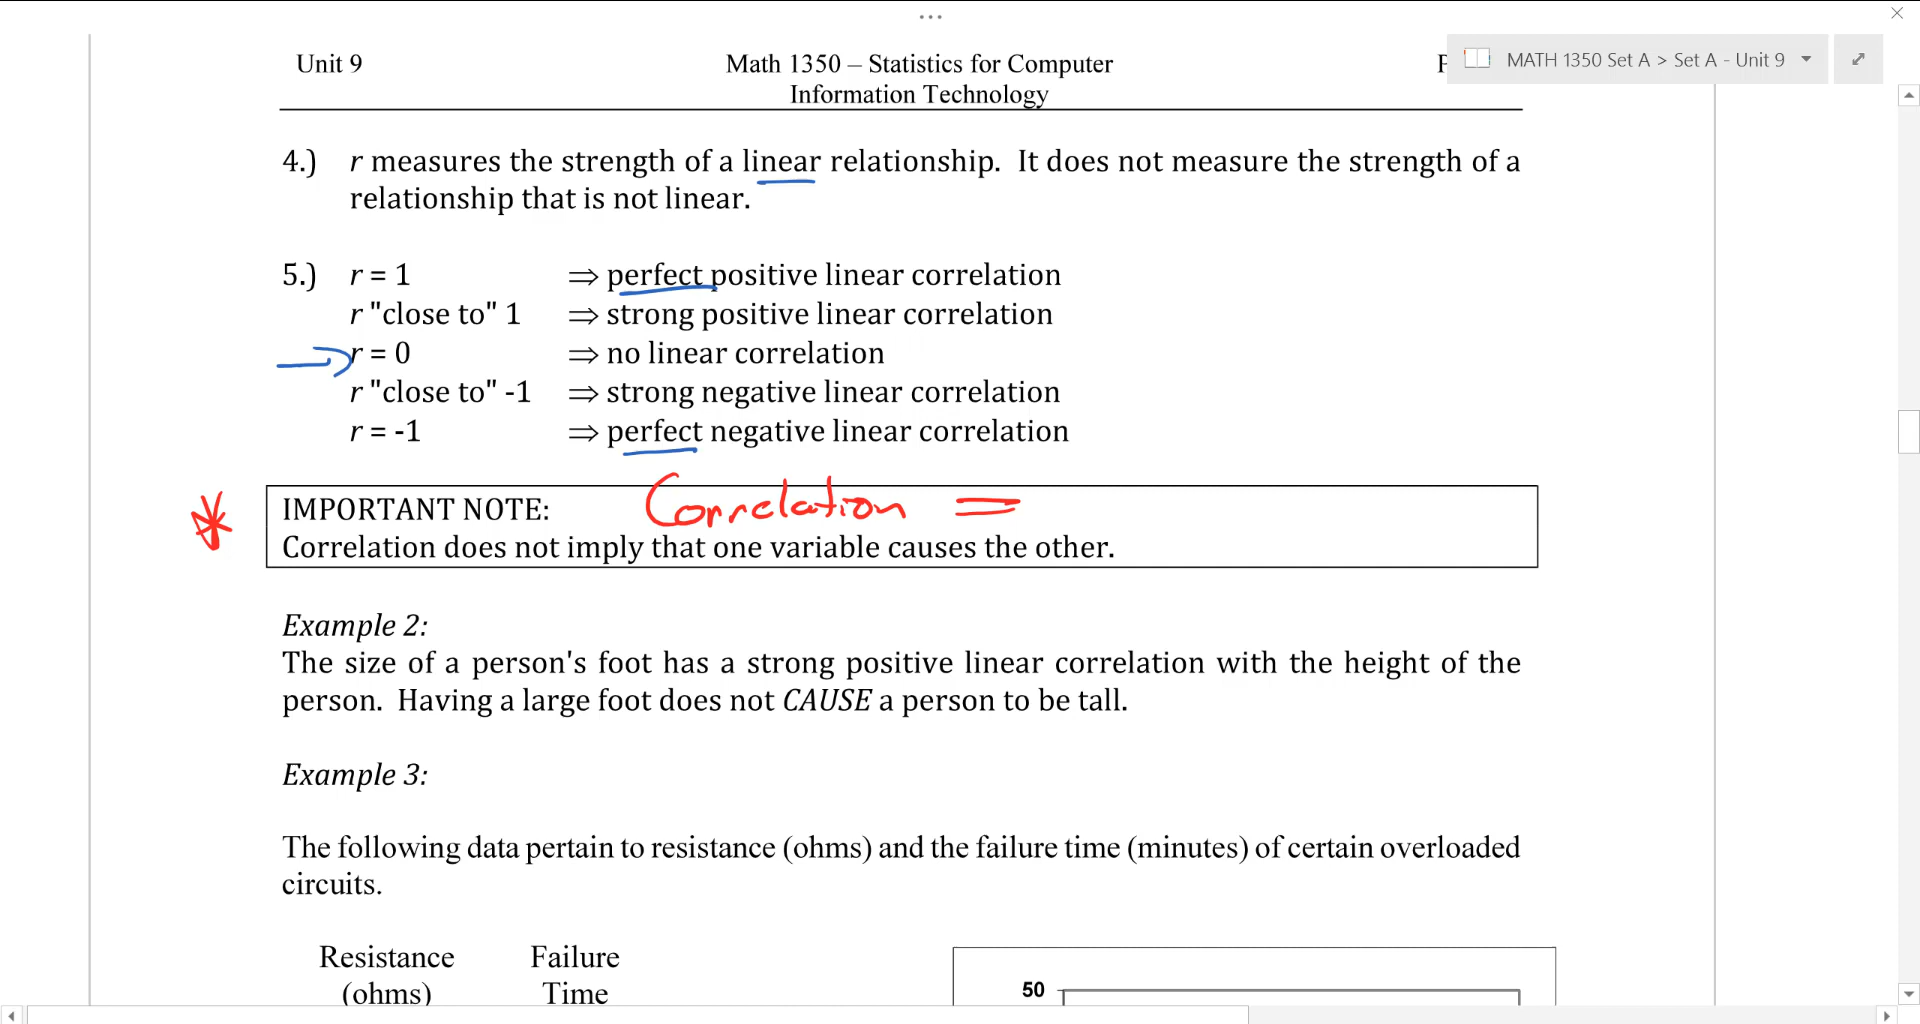 ...
MATH 1350 Set A > Set A - Unit 9
Unit 9 Math 1350 – Statistics for Computer
Information Technology
4.) r measures the strength of a linear relationship. It does not measure the strength of a
relationship that is not linear.
5.) r = 1 ⇒ perfect positive linear correlation
r "close to" 1 ⇒ strong positive linear correlation
r = 0 ⇒ no linear correlation
r "close to" -1 ⇒ strong negative linear correlation
r = -1 ⇒ perfect negative linear correlation
IMPORTANT NOTE: Correlation =
Correlation does not imply that one variable causes the other.
Example 2:
The size of a person's foot has a strong positive linear correlation with the height of the
person. Having a large foot does not CAUSE a person to be tall.
Example 3:
The following data pertain to resistance (ohms) and the failure time (minutes) of certain overloaded
circuits.
Resistance Failure
(ohms) Time
50